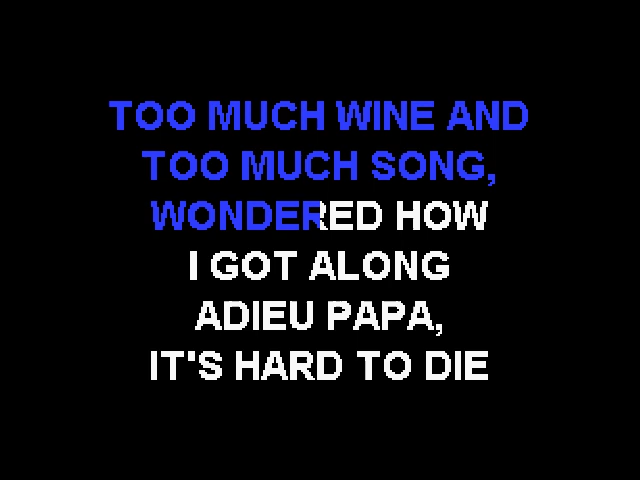 TOO MUCH WINE AND
TOO MUCH SONG,
WONDERED HOW
I GOT ALONG
ADIEU PAPA,
IT'S HARD TO DIE